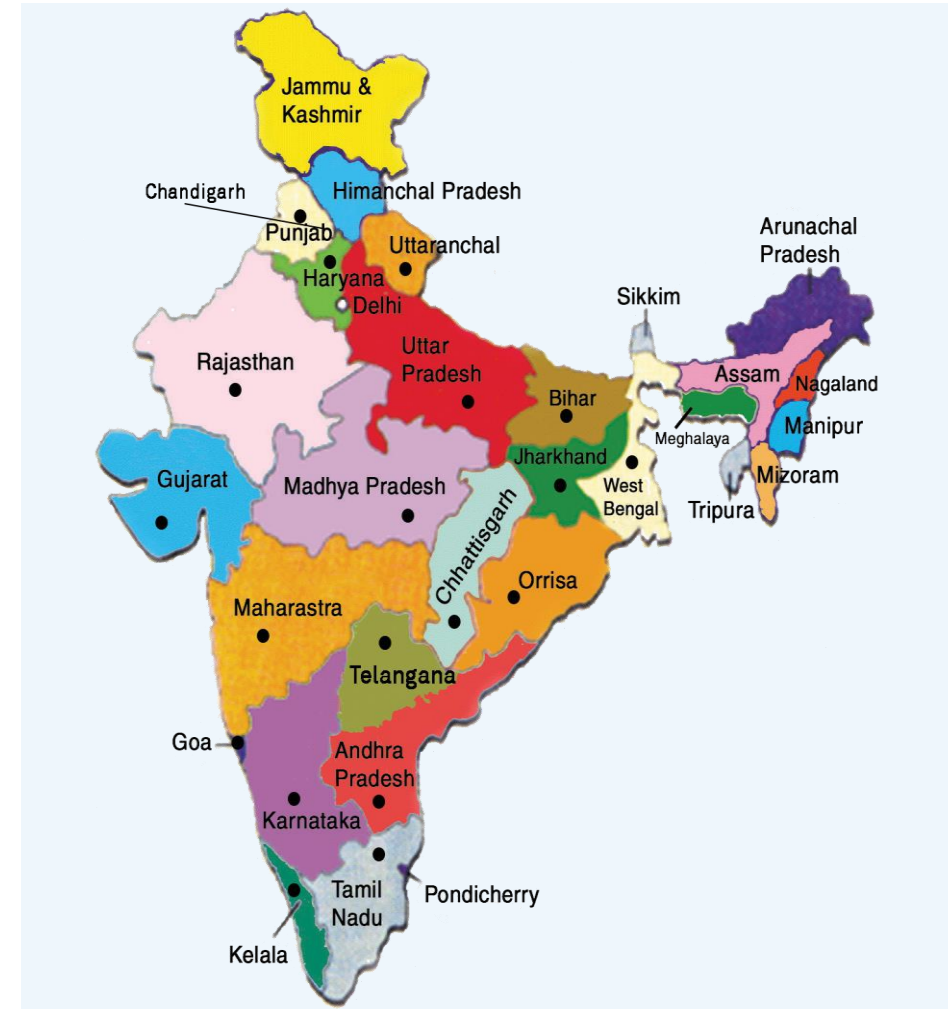 Jammu &
Kashmir
Chandigarh
Himanchal Pradesh
Punjab
Uttaranchal
Haryana
Delhi
Arunachal
Pradesh
Sikkim
Rajasthan
Uttar
Pradesh
Bihar
Assam
Nagaland
Meghalaya
Manipur
Gujarat
Madhya Pradesh
Jharkhand
West
Bengal
Mizoram
Tripura
Chhattisgarh
Orrisa
Maharastra
Telangana
Goa
Andhra
Pradesh
Karnataka
Tamil
Nadu
Pondicherry
Kelala